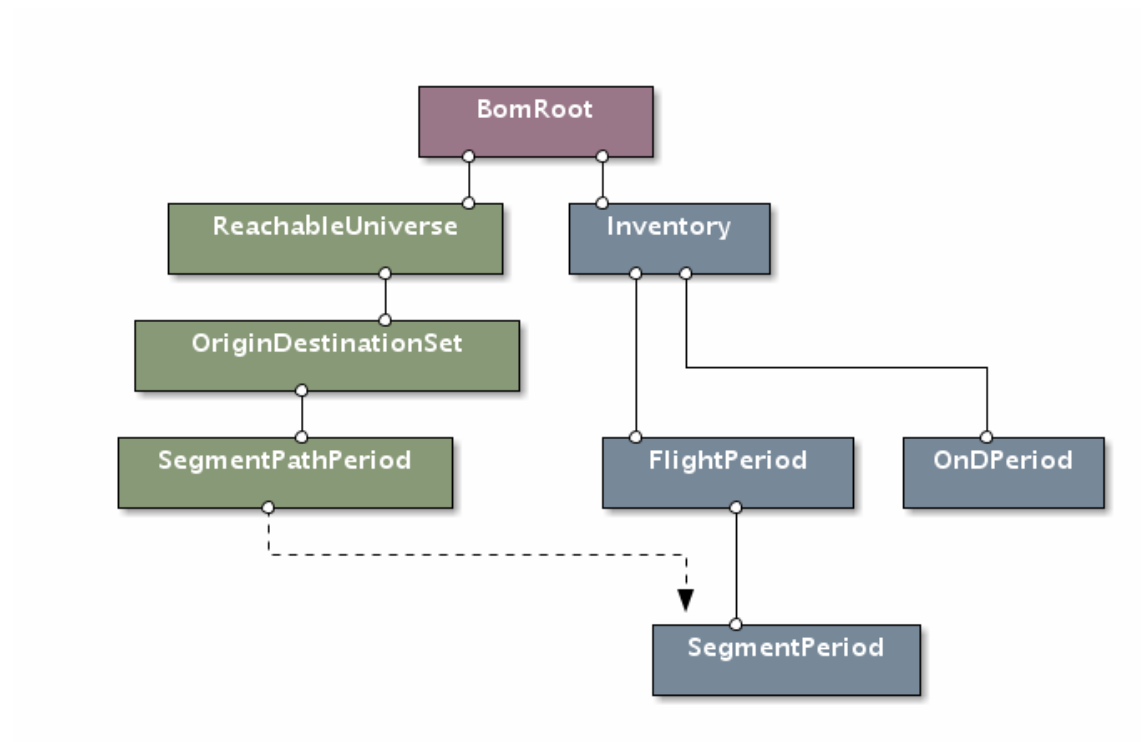 BomRoot
ReachableUniverse
Inventory
OriginDestinationSet
SegmentPathPeriod
FlightPeriod
OnDPeriod
SegmentPeriod